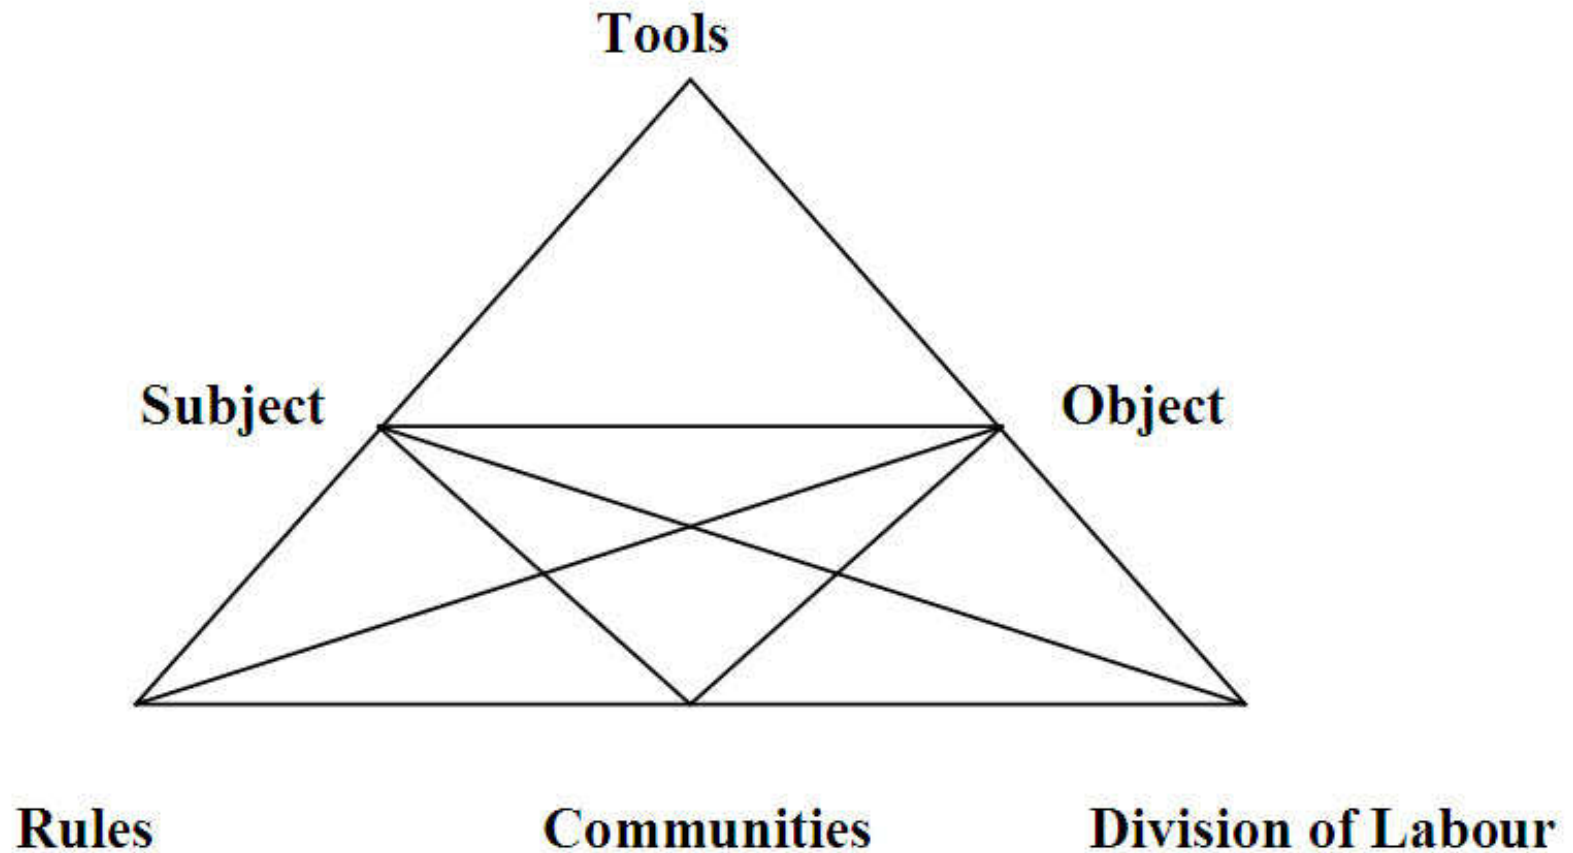 Tools
Subject
Object
Rules
Communities
Division of Labour